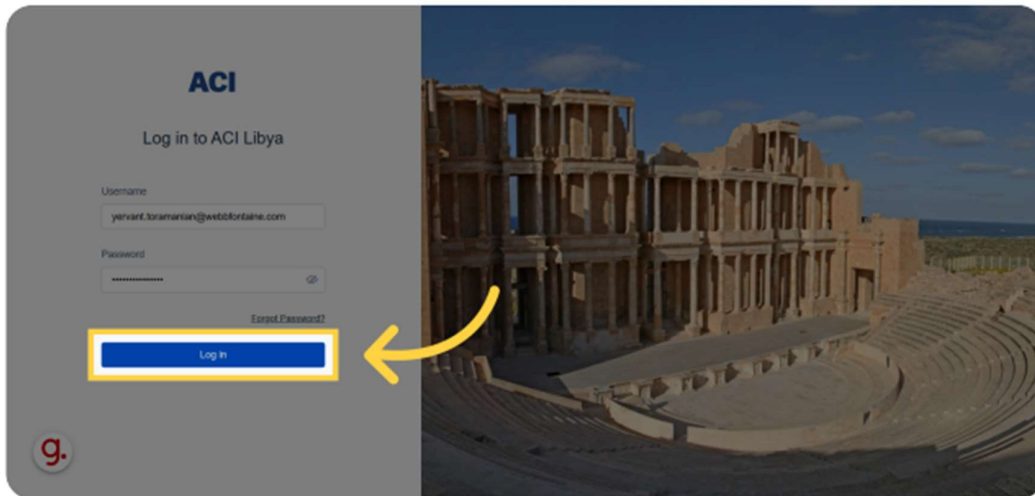 ACI
Log in to ACI Libya
Username
yervant.toramanian@webbfontaine.com
Password
Forgot Password?
Log in
g.